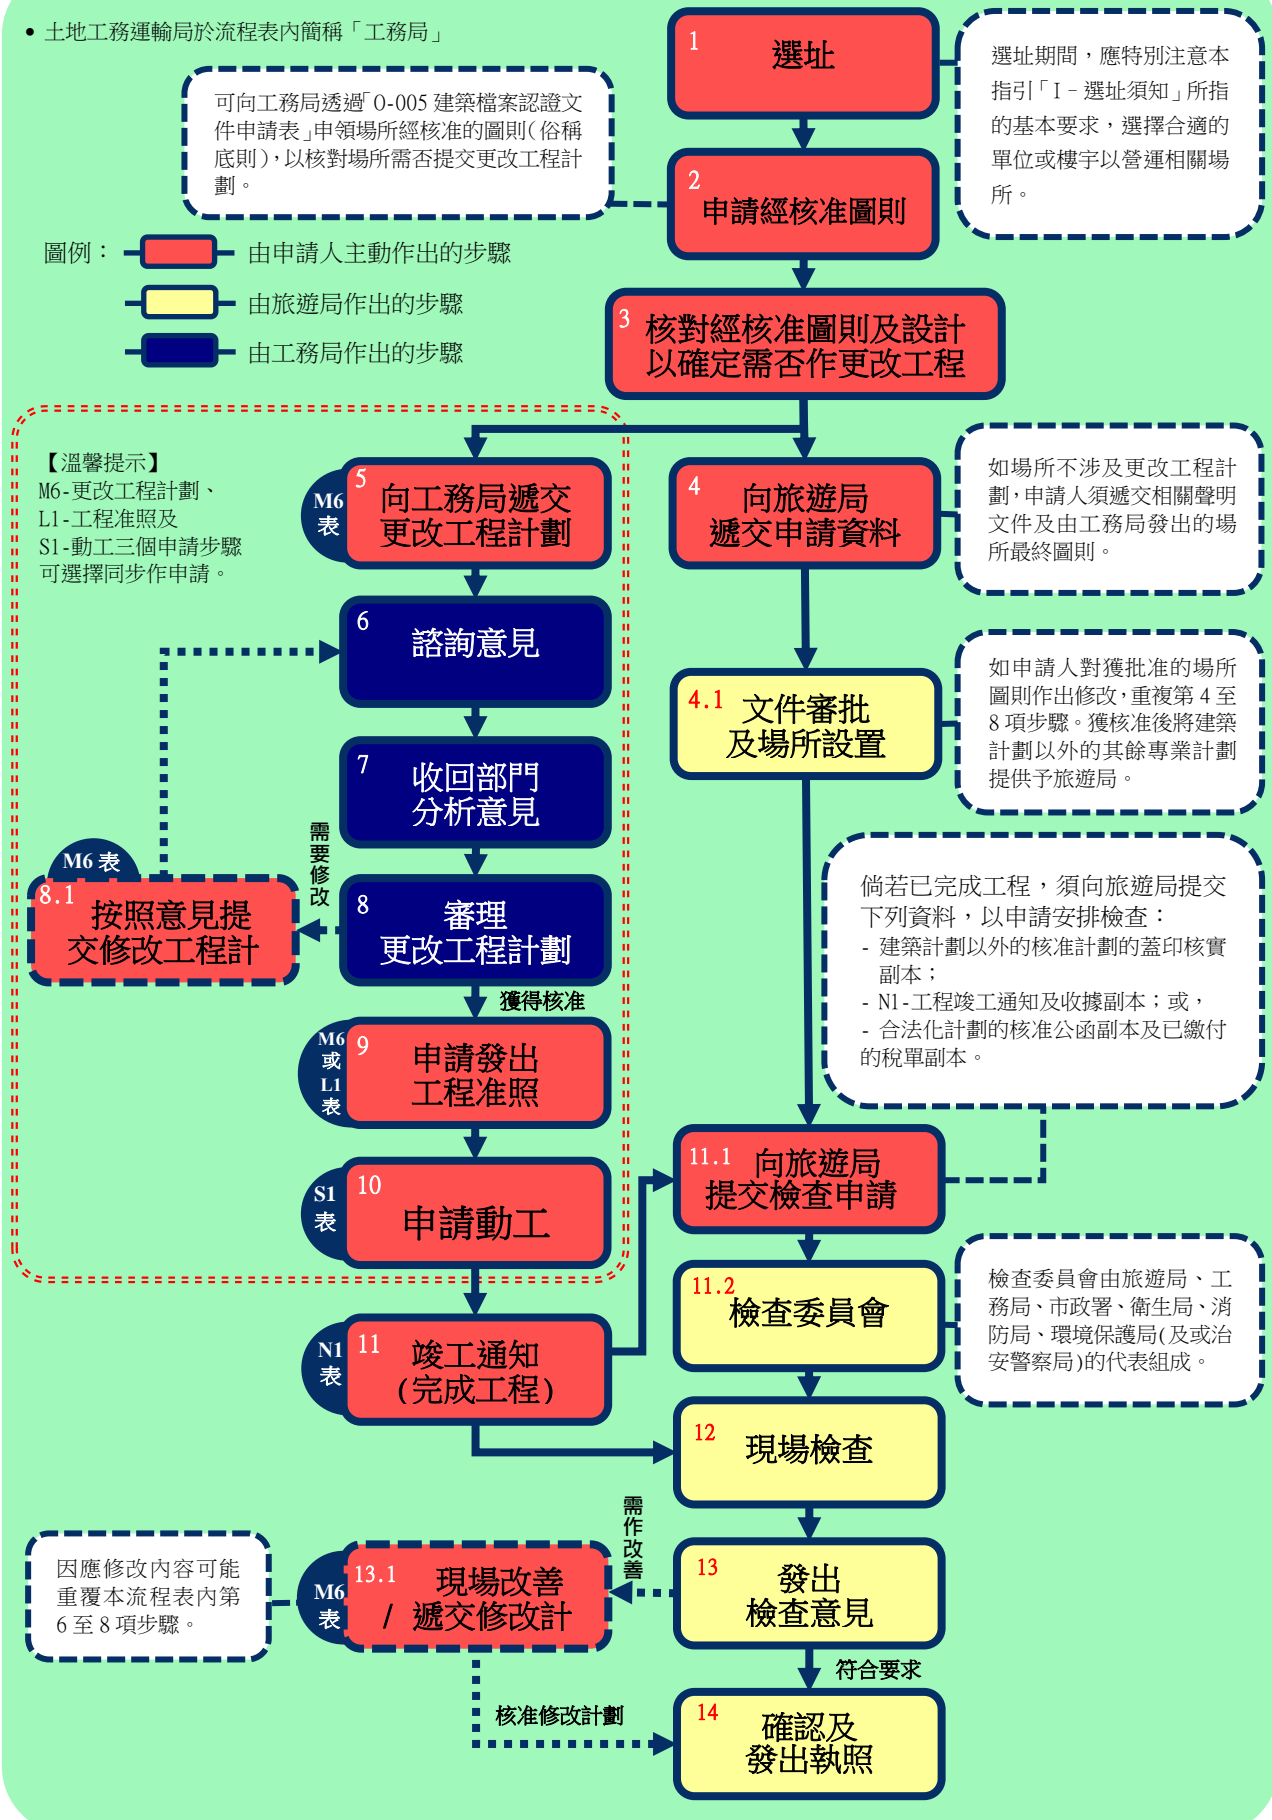 • 土地工務運輸局於流程表內簡稱「工務局」
1
選址
選址期間，應特別注意本
指引「I–選址須知」所指
的基本要求，選擇合適的
單位或樓宇以營運相關場
所。
可向工務局透過「O-005 建築檔案認證文
件申請表」申領場所經核准的圖則(俗稱
底則)，以核對場所需否提交更改工程計
劃。
2
申請經核准圖則
圖例：
由申請人主動作出的步驟
由旅遊局作出的步驟
由工務局作出的步驟
3
核對經核准圖則及設計
以確定需否作更改工程
【溫馨提示】
M6-更改工程計劃、
L1-工程准照及
S1-動工三個申請步驟
可選擇同步作申請。
M6
表
5
向工務局遞交
更改工程計劃
4
向旅遊局
遞交申請資料
如場所不涉及更改工程計
劃，申請人須遞交相關聲明
文件及由工務局發出的場
所最終圖則。
6
諮詢意見
4.1
文件審批
及場所設置
如申請人對獲批准的場所
圖則作出修改，重複第 4 至
8 項步驟。獲核准後將建築
計劃以外的其餘專業計劃
提供予旅遊局。
7
收回部門
分析意見
需要修改
M6 表
8.1
按照意見提
交修改工程計
8
審理
更改工程計劃
獲得核准
倘若已完成工程，須向旅遊局提交
下列資料，以申請安排檢查：
- 建築計劃以外的核准計劃的蓋印核實
副本；
- N1-工程竣工通知及收據副本；或，
- 合法化計劃的核准公函副本及已繳付
的稅單副本。
M6
或
L1
表
9
申請發出
工程准照
S1
表
10
申請動工
11.1
向旅遊局
提交檢查申請
11.2
檢查委員會
檢查委員會由旅遊局、工
務局、市政署、衛生局、消
防局、環境保護局(及或治
安警察局)的代表組成。
N1
表
11
竣工通知
(完成工程)
12
現場檢查
需作改善
因應修改內容可能
重覆本流程表內第
6 至 8 項步驟。
M6
表
13.1
現場改善
/ 遞交修改計
13
發出
檢查意見
符合要求
核准修改計劃
14
確認及
發出執照